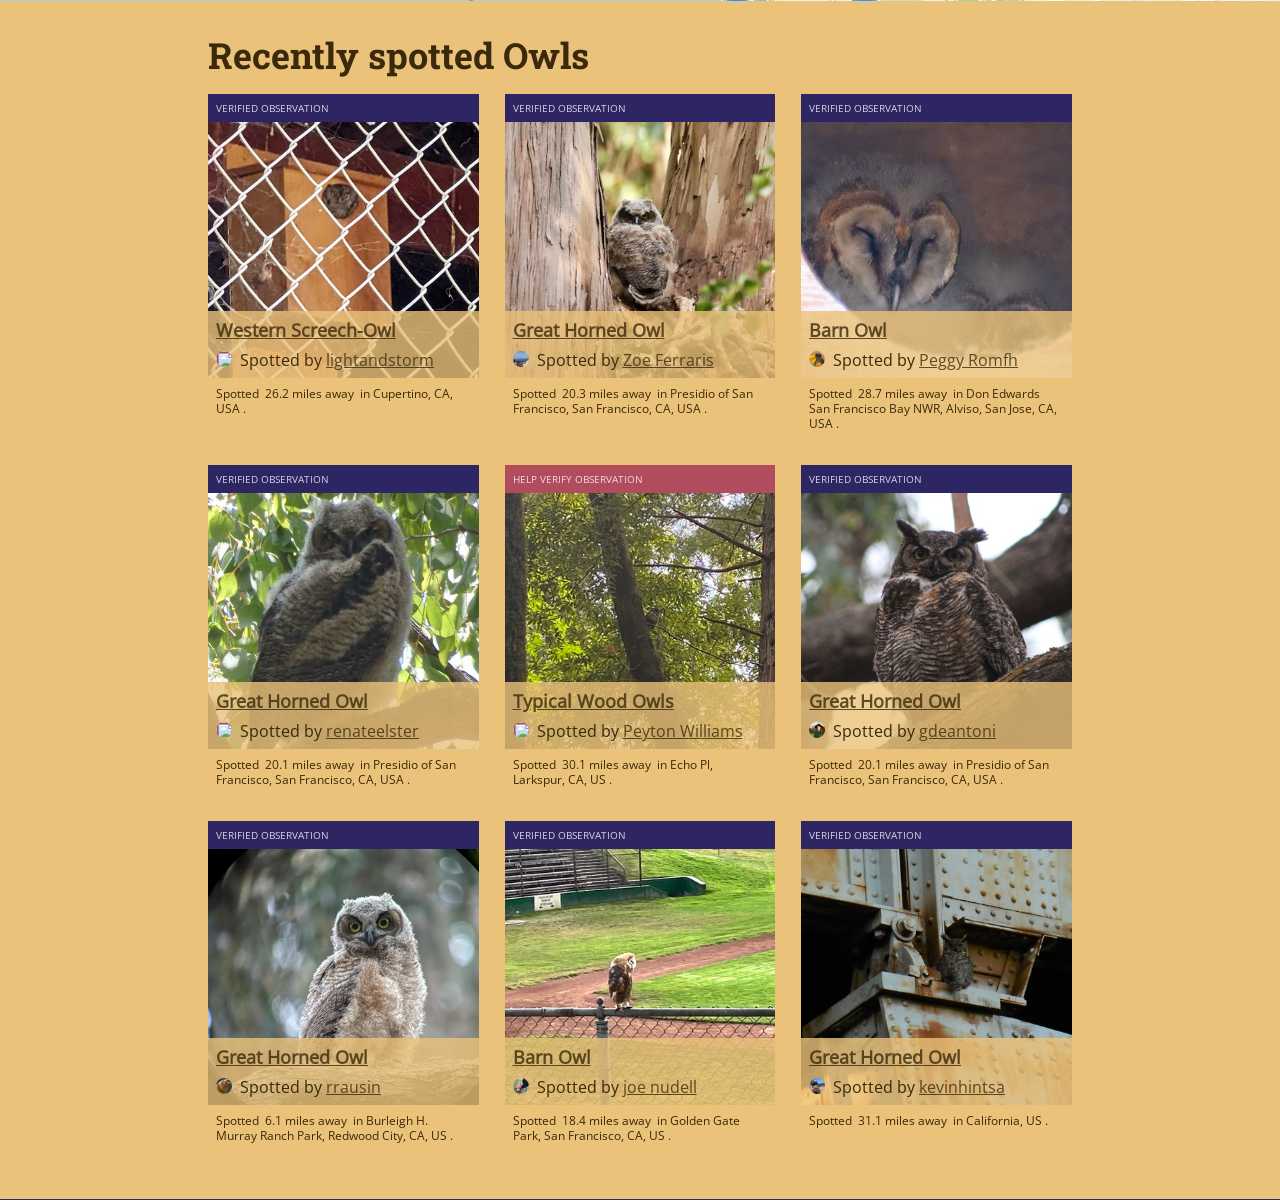 Recently spotted Owls
VERIFIED OBSERVATION
Western Screech-Owl
Spotted by lightandstorm
Spotted 26.2 miles away in Cupertino, CA,
USA .
VERIFIED OBSERVATION
Great Horned Owl
Spotted by Zoe Ferraris
Spotted 20.3 miles away in Presidio of San
Francisco, San Francisco, CA, USA .
VERIFIED OBSERVATION
Barn Owl
Spotted by Peggy Romfh
Spotted 28.7 miles away in Don Edwards
San Francisco Bay NWR, Alviso, San Jose, CA,
USA .
VERIFIED OBSERVATION
Great Horned Owl
Spotted by renateelster
Spotted 20.1 miles away in Presidio of San
Francisco, San Francisco, CA, USA .
HELP VERIFY OBSERVATION
Typical Wood Owls
Spotted by Peyton Williams
Spotted 30.1 miles away in Echo Pl,
Larkspur, CA, US .
VERIFIED OBSERVATION
Great Horned Owl
Spotted by gdeantoni
Spotted 20.1 miles away in Presidio of San
Francisco, San Francisco, CA, USA .
VERIFIED OBSERVATION
Great Horned Owl
Spotted by rrausin
Spotted 6.1 miles away in Burleigh H.
Murray Ranch Park, Redwood City, CA, US .
VERIFIED OBSERVATION
Barn Owl
Spotted by joe nudell
Spotted 18.4 miles away in Golden Gate
Park, San Francisco, CA, US .
VERIFIED OBSERVATION
Great Horned Owl
Spotted by kevinhintsa
Spotted 31.1 miles away in California, US .